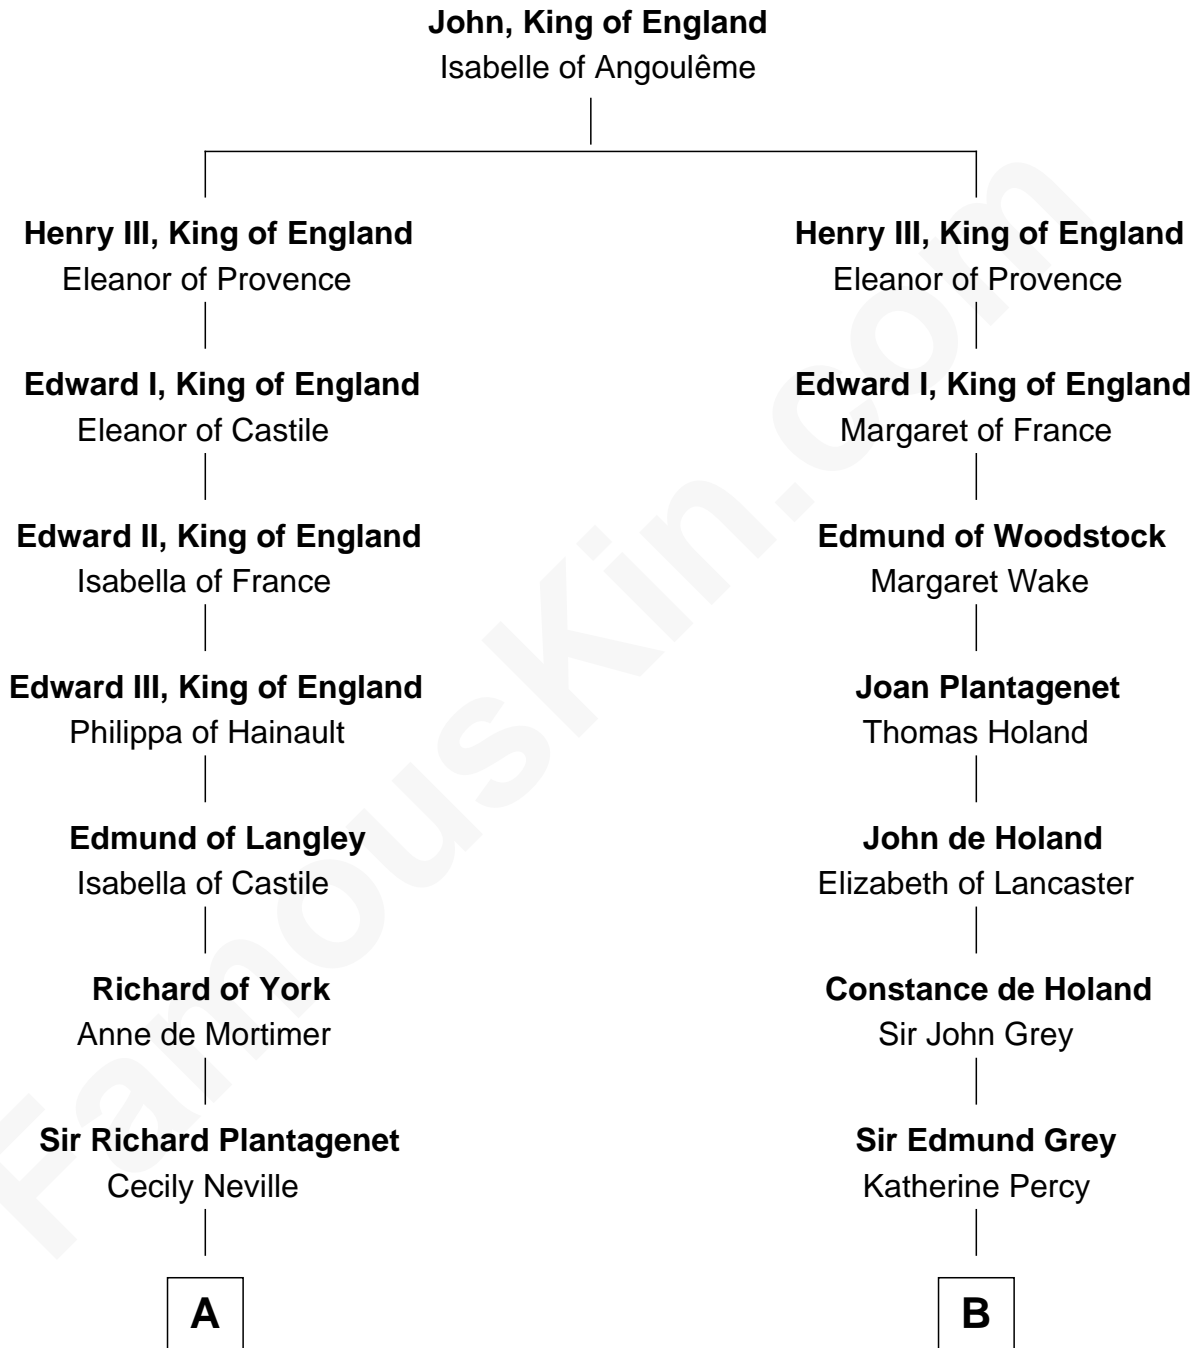 John, King of England
Isabelle of Angoulême
Henry III, King of England
Eleanor of Provence
Edward I, King of England
Eleanor of Castile
Edward II, King of England
Isabella of France
Edward III, King of England
Philippa of Hainault
Edmund of Langley
Isabella of Castile
Richard of York
Anne de Mortimer
Sir Richard Plantagenet
Cecily Neville
A
Henry III, King of England
Eleanor of Provence
Edward I, King of England
Margaret of France
Edmund of Woodstock
Margaret Wake
Joan Plantagenet
Thomas Holand
John de Holand
Elizabeth of Lancaster
Constance de Holand
Sir John Grey
Sir Edmund Grey
Katherine Percy
B
FamousKin.com